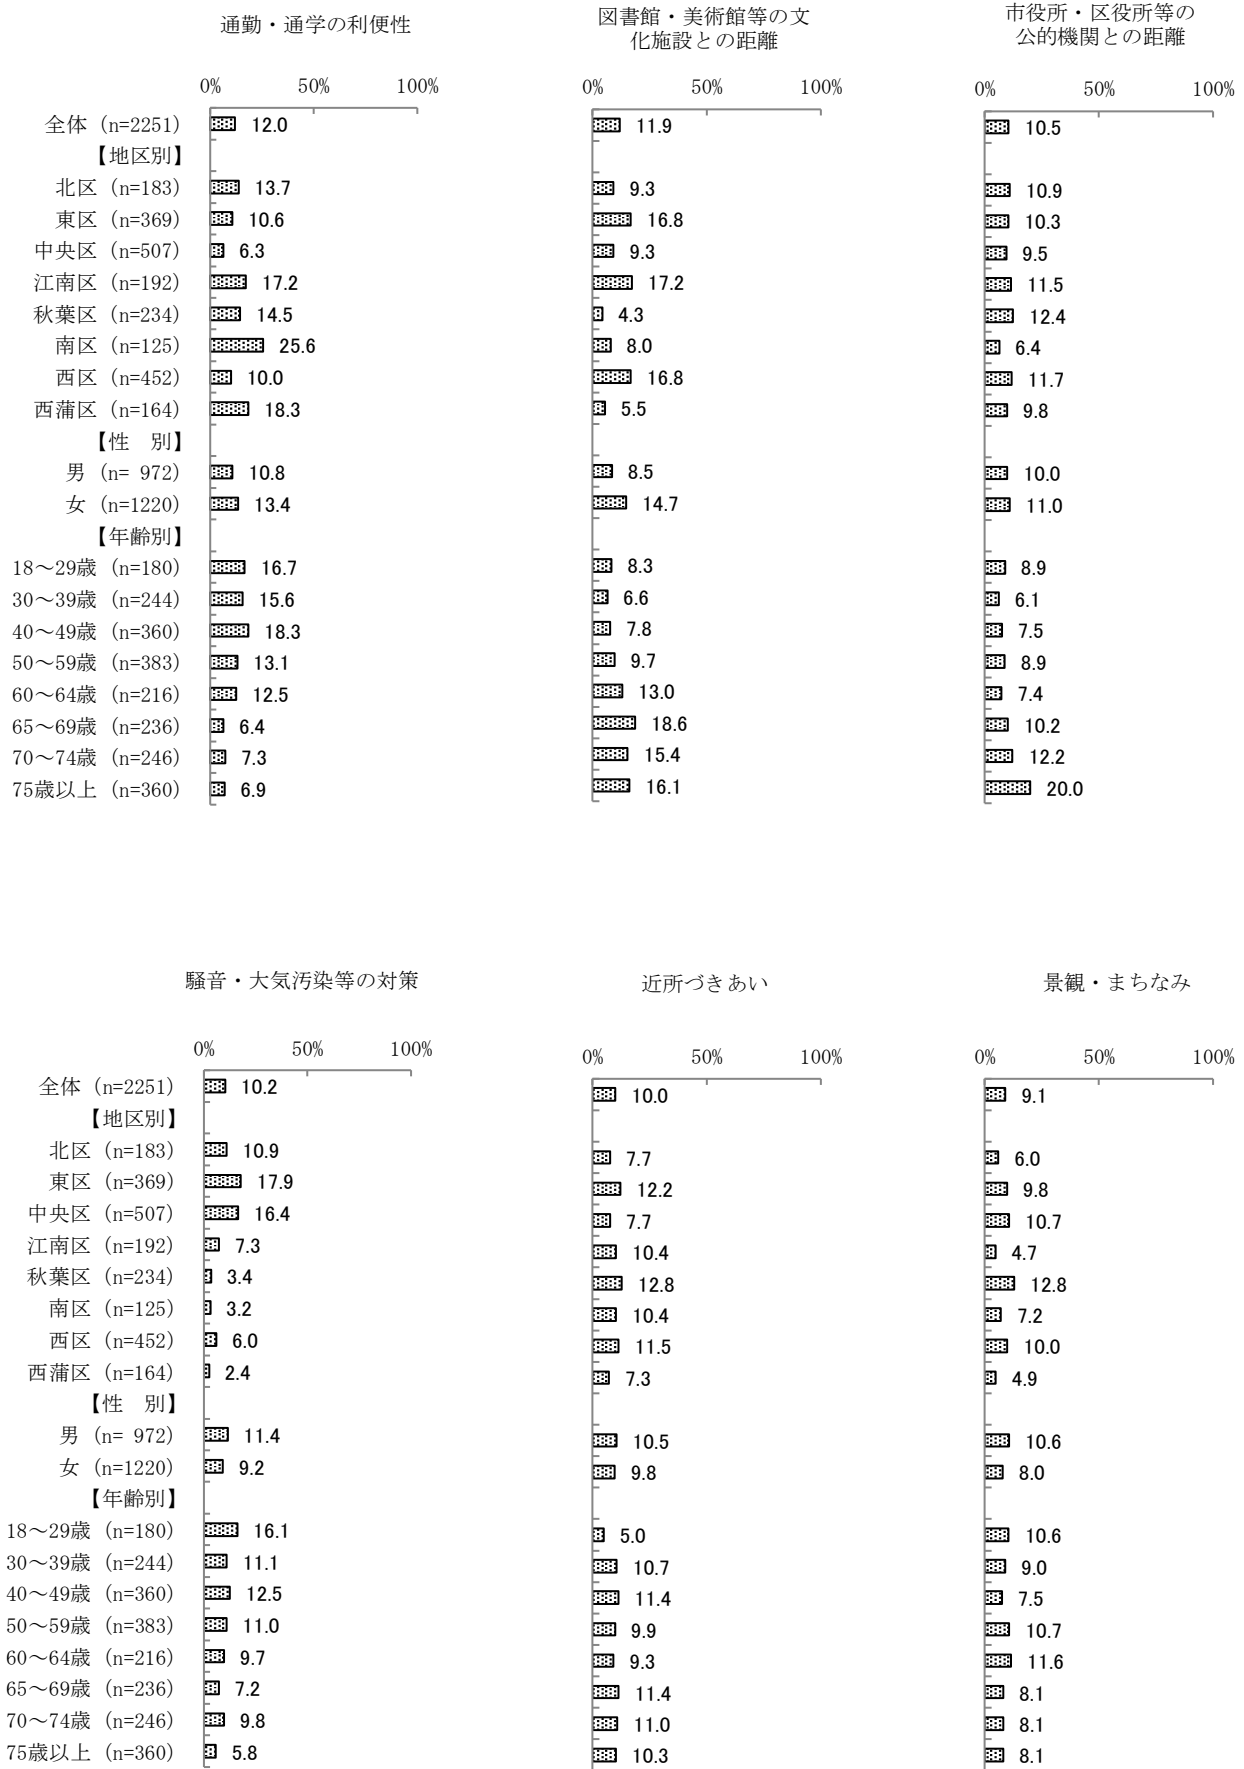 通勤・通学の利便性
0% 50% 100%
全体 (n=2251) 12.0
【地区別】
北区 (n=183) 13.7
東区 (n=369) 10.6
中央区 (n=507) 6.3
江南区 (n=192) 17.2
秋葉区 (n=234) 14.5
南区 (n=125) 25.6
西区 (n=452) 10.0
西蒲区 (n=164) 18.3
【性　別】
男 (n= 972) 10.8
女 (n=1220) 13.4
【年齢別】
18～29歳 (n=180) 16.7
30～39歳 (n=244) 15.6
40～49歳 (n=360) 18.3
50～59歳 (n=383) 13.1
60～64歳 (n=216) 12.5
65～69歳 (n=236) 6.4
70～74歳 (n=246) 7.3
75歳以上 (n=360) 6.9
図書館・美術館等の文
化施設との距離
0% 50% 100%
11.9
9.3
16.8
9.3
17.2
4.3
8.0
16.8
5.5
8.5
14.7
8.3
6.6
7.8
9.7
13.0
18.6
15.4
16.1
市役所・区役所等の
公的機関との距離
0% 50% 100%
10.5
10.9
10.3
9.5
11.5
12.4
6.4
11.7
9.8
10.0
11.0
8.9
6.1
7.5
8.9
7.4
10.2
12.2
20.0
騒音・大気汚染等の対策
0% 50% 100%
全体 (n=2251) 10.2
【地区別】
北区 (n=183) 10.9
東区 (n=369) 17.9
中央区 (n=507) 16.4
江南区 (n=192) 7.3
秋葉区 (n=234) 3.4
南区 (n=125) 3.2
西区 (n=452) 6.0
西蒲区 (n=164) 2.4
【性　別】
男 (n= 972) 11.4
女 (n=1220) 9.2
【年齢別】
18～29歳 (n=180) 16.1
30～39歳 (n=244) 11.1
40～49歳 (n=360) 12.5
50～59歳 (n=383) 11.0
60～64歳 (n=216) 9.7
65～69歳 (n=236) 7.2
70～74歳 (n=246) 9.8
75歳以上 (n=360) 5.8
近所づきあい
0% 50% 100%
10.0
7.7
12.2
7.7
10.4
12.8
10.4
11.5
7.3
10.5
9.8
5.0
10.7
11.4
9.9
9.3
11.4
11.0
10.3
景観・まちなみ
0% 50% 100%
9.1
6.0
9.8
10.7
4.7
12.8
7.2
10.0
4.9
10.6
8.0
10.6
9.0
7.5
10.7
11.6
8.1
8.1
8.1